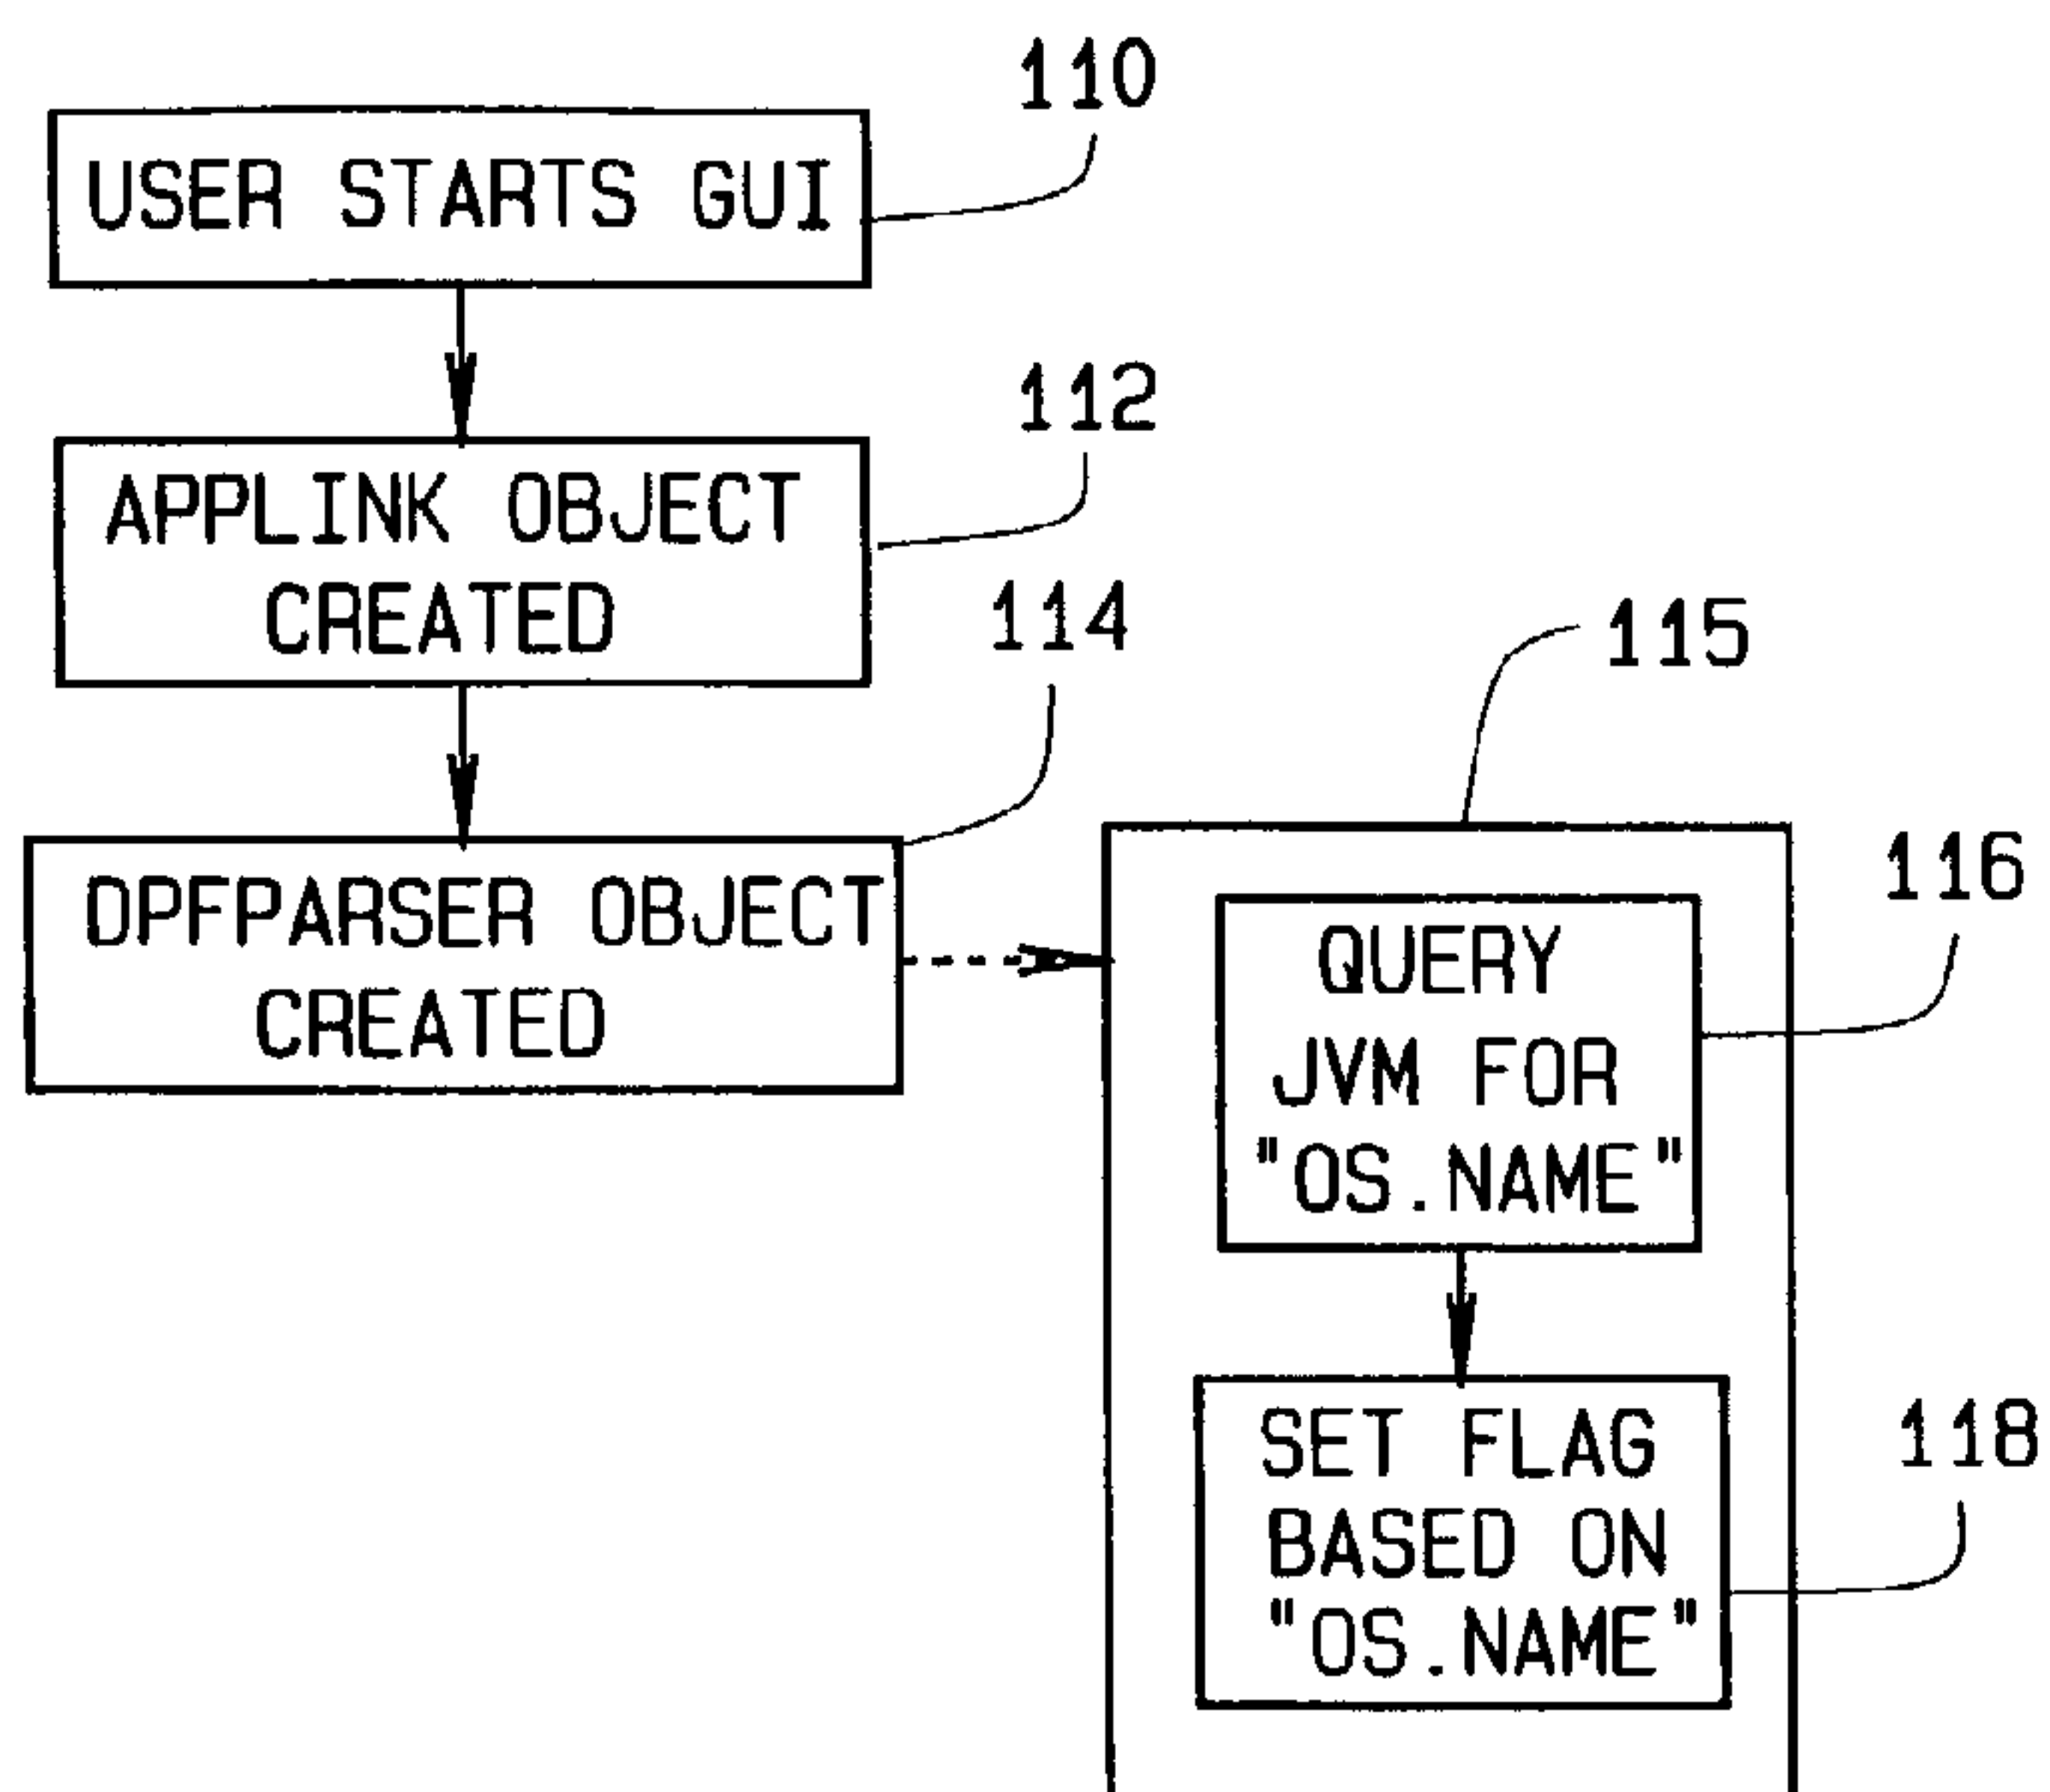 110
USER STARTS GUI
112
APPLINK OBJECT
CREATED
114
OPFPARSER OBJECT
CREATED
115
116
QUERY
JVM FOR
"OS.NAME"
118
SET FLAG
BASED ON
"OS.NAME"